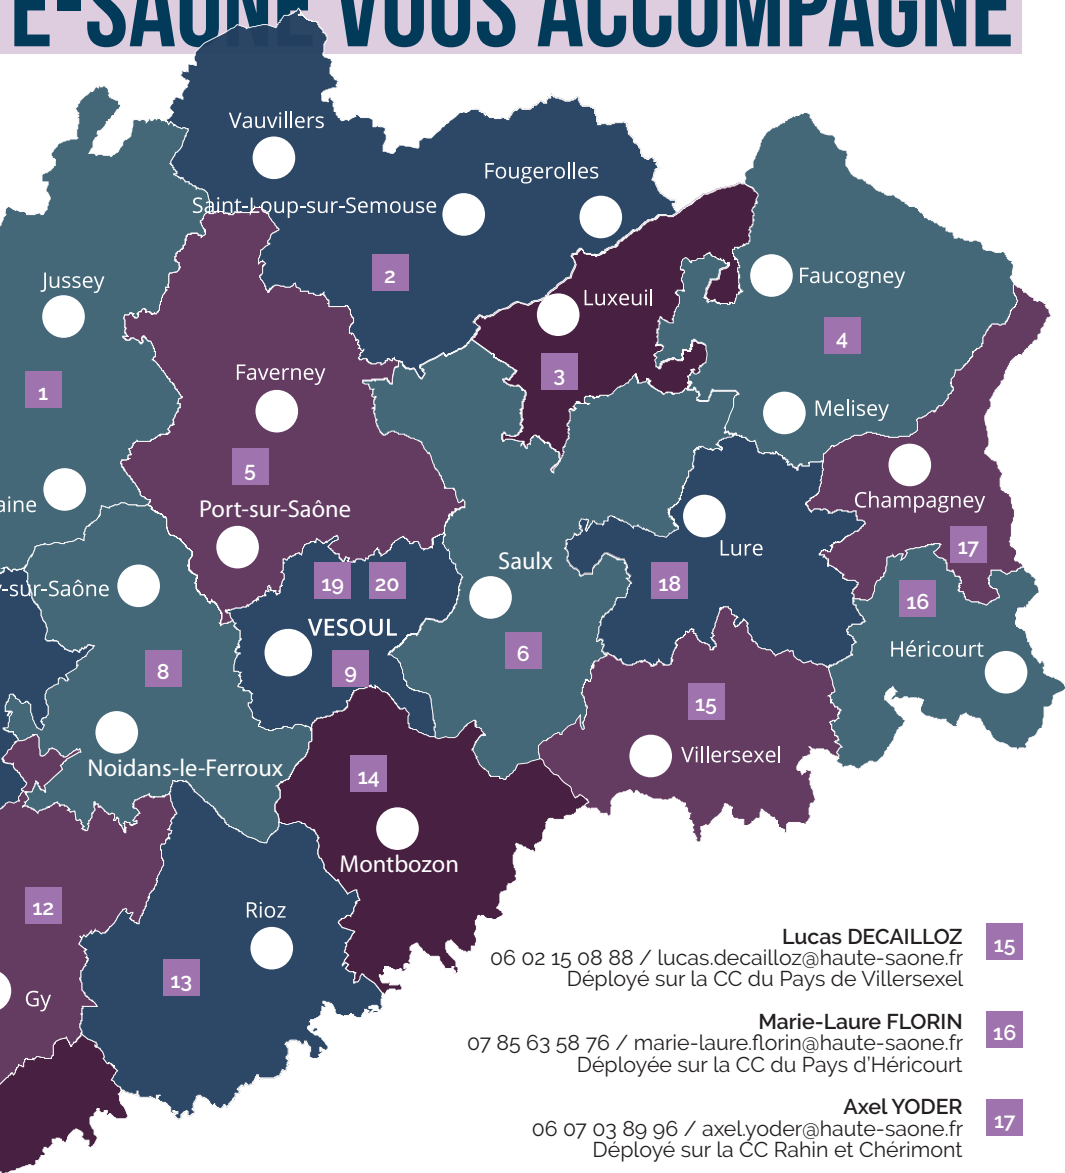 E-SAÔNE VOUS ACCOMPAGNE
Vauvillers
Fougerolles
Saint-Loup-sur-Semouse
2
Jussey
Luxeuil
Faucogney
4
3
1
Faverney
Melisey
5
Champagney
aine
Port-sur-Saône
Lure
17
Saulx
19
20
18
-sur-Saône
16
VESOUL
Héricourt
6
8
9
15
Villersexel
Noidans-le-Ferroux
14
Montbozon
12
Rioz
13
Gy
Lucas DECAILLOZ
15
06 02 15 08 88 / lucas.decailloz@haute-saone.fr
Déployé sur la CC du Pays de Villersexel
Marie-Laure FLORIN
16
07 85 63 58 76 / marie-laure.florin@haute-saone.fr
Déployée sur la CC du Pays d'Héricourt
Axel YODER
17
06 07 03 89 96 / axel.yoder@haute-saone.fr
Déployé sur la CC Rahin et Chérimont